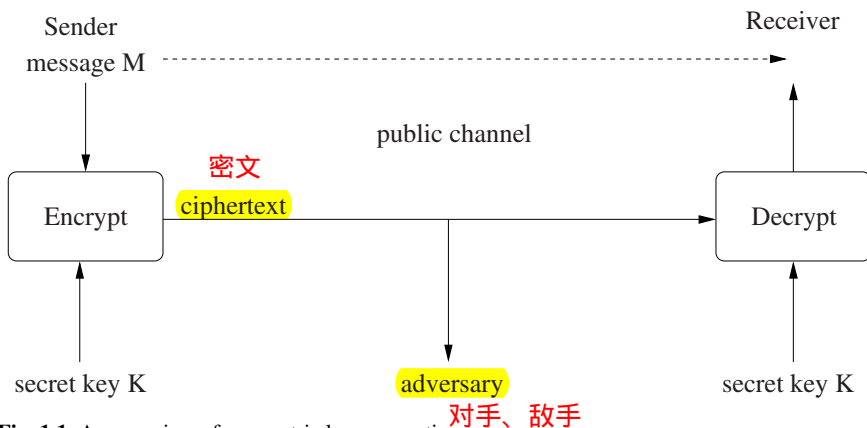 Sender
Receiver
message M
public channel
密文
ciphertext
Encrypt
Decrypt
secret key K
adversary
secret key K
对手、敌手